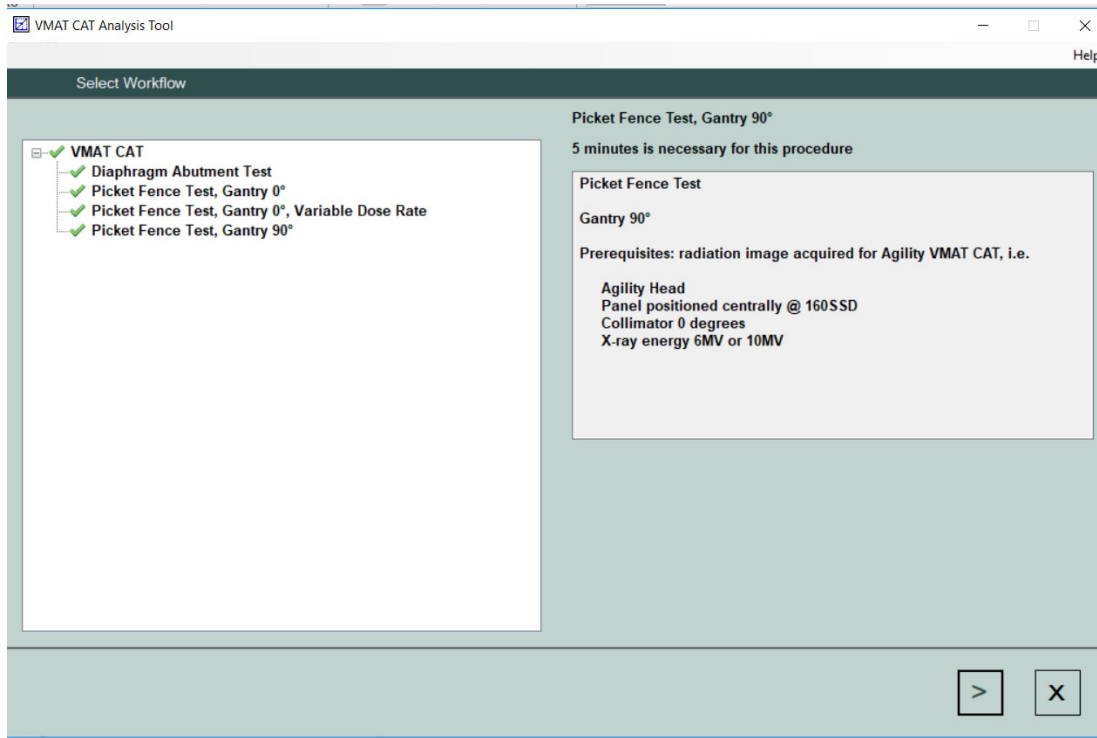 VMAT CAT Analysis Tool
Help
Select Workflow
VMAT CAT
Diaphragm Abutment Test
Picket Fence Test, Gantry 0°
Picket Fence Test, Gantry 0°, Variable Dose Rate
Picket Fence Test, Gantry 90°
Picket Fence Test, Gantry 90°
5 minutes is necessary for this procedure
Picket Fence Test
Gantry 90°
Prerequisites: radiation image acquired for Agility VMAT CAT, i.e.
Agility Head
Panel positioned centrally @ 160SSD
Collimator 0 degrees
X-ray energy 6MV or 10MV
> X